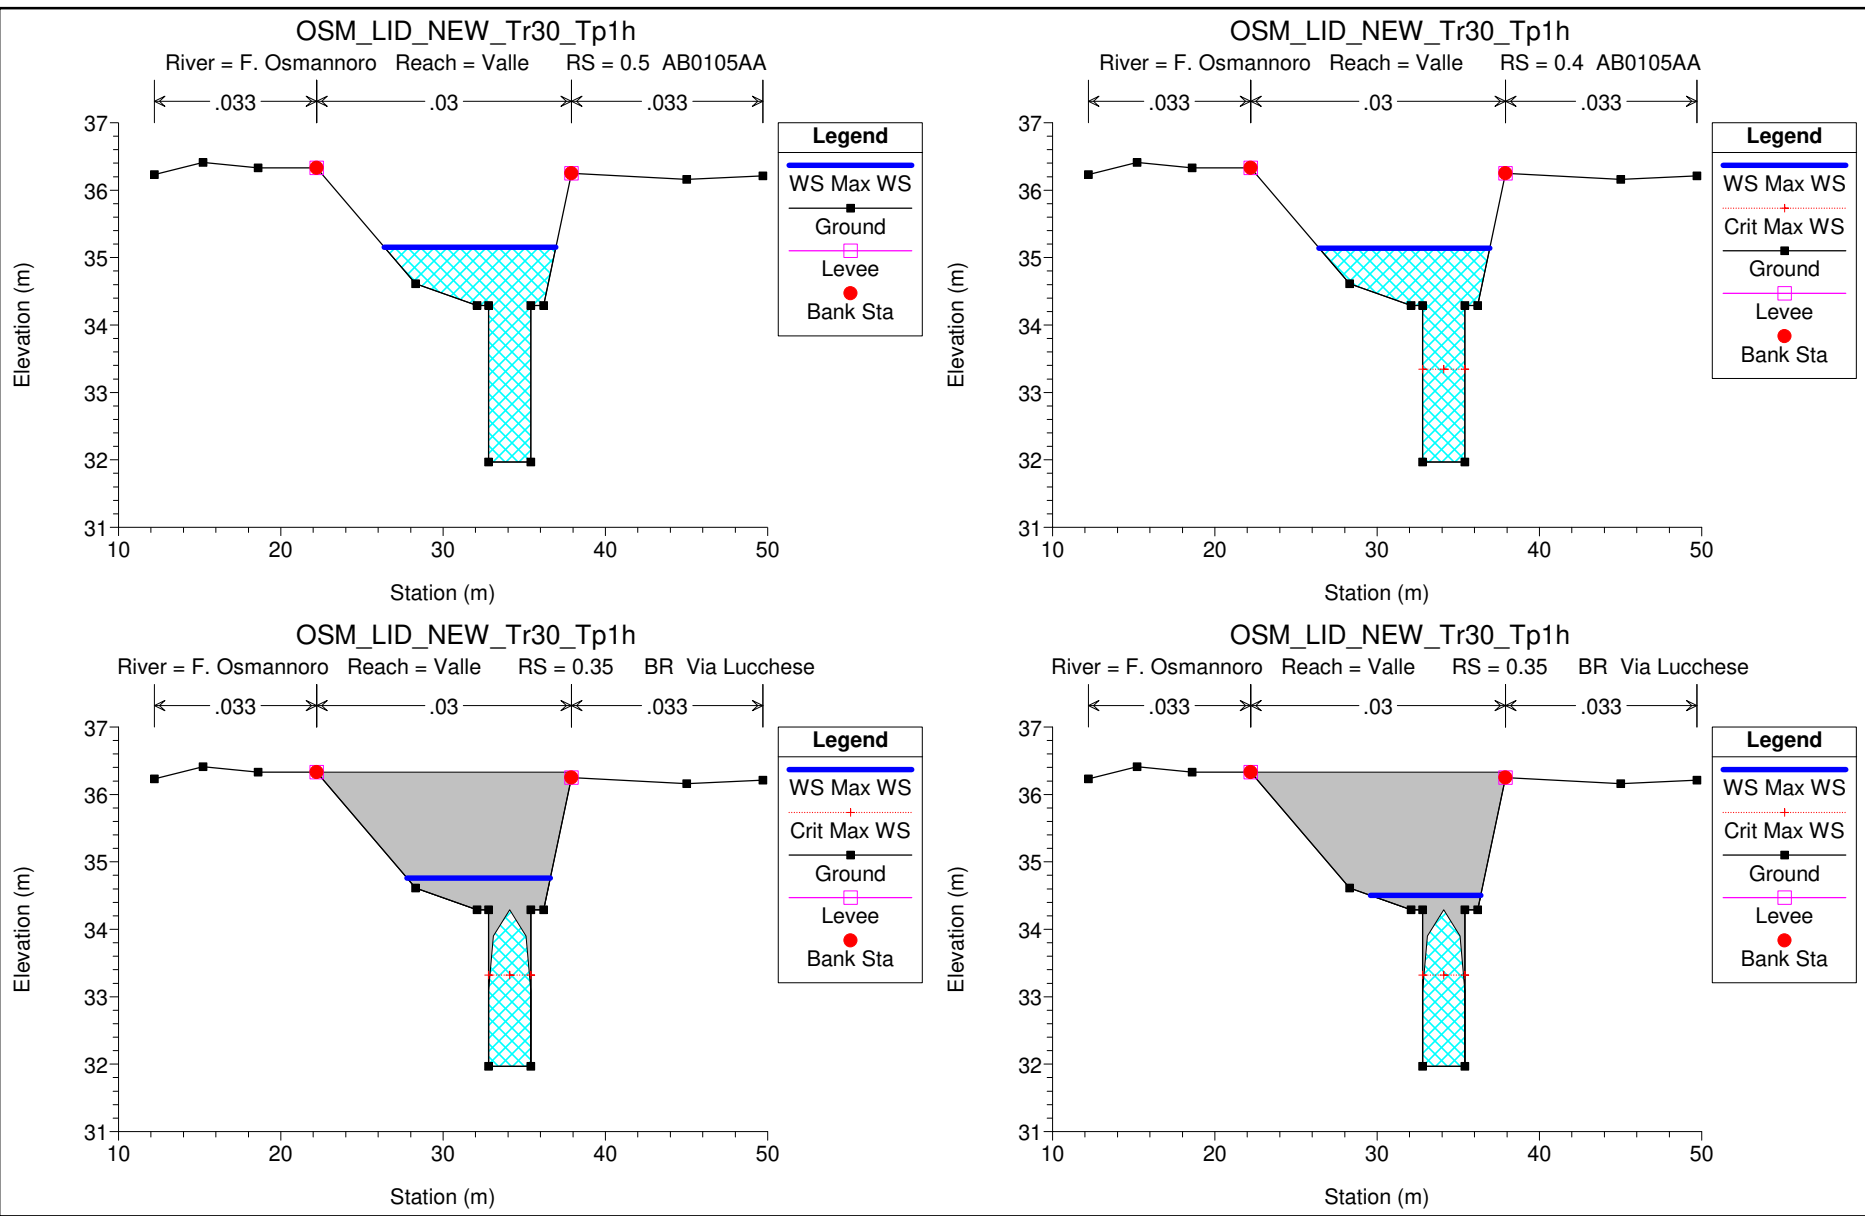 OSM_LID_NEW_Tr30_Tp1h
River = F. Osmannoro Reach = Valle RS = 0.5 AB0105AA
.033 .03 .033
37
36
35
34
33
32
31
10 20 30 40 50
Elevation (m)
Station (m)
Legend
WS Max WS
Ground
Levee
Bank Sta
OSM_LID_NEW_Tr30_Tp1h
River = F. Osmannoro Reach = Valle RS = 0.4 AB0105AA
.033 .03 .033
37
36
35
34
33
32
31
10 20 30 40 50
Elevation (m)
Station (m)
Legend
WS Max WS
Crit Max WS
Ground
Levee
Bank Sta
OSM_LID_NEW_Tr30_Tp1h
River = F. Osmannoro Reach = Valle RS = 0.35 BR Via Lucchese
.033 .03 .033
37
36
35
34
33
32
31
10 20 30 40 50
Elevation (m)
Station (m)
Legend
WS Max WS
Crit Max WS
Ground
Levee
Bank Sta
OSM_LID_NEW_Tr30_Tp1h
River = F. Osmannoro Reach = Valle RS = 0.35 BR Via Lucchese
.033 .03 .033
37
36
35
34
33
32
31
10 20 30 40 50
Elevation (m)
Station (m)
Legend
WS Max WS
Crit Max WS
Ground
Levee
Bank Sta